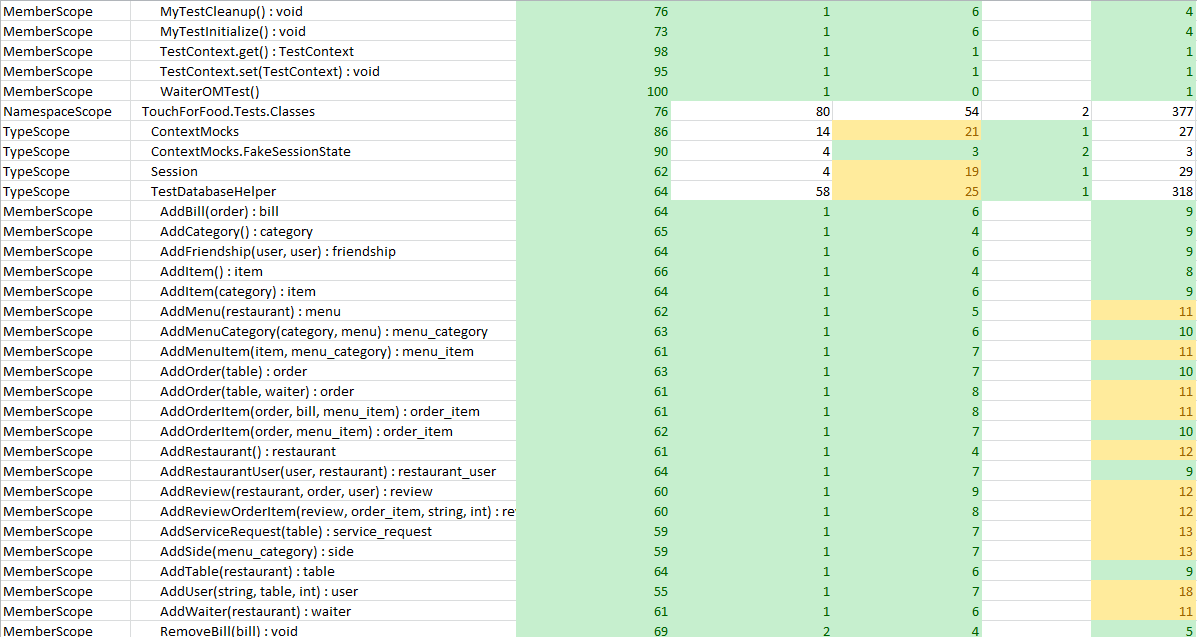 MemberScope MyTestCleanup() : void 76 1 6 4
MemberScope MyTestInitialize() : void 73 1 6 4
MemberScope TestContext.get() : TestContext 98 1 1 1
MemberScope TestContext.set(TestContext) : void 95 1 1 1
MemberScope WaiterOMTest() 100 1 0 1
NamespaceScope TouchForFood.Tests.Classes 76 80 54 2 377
TypeScope ContextMocks 86 14 21 1 27
TypeScope ContextMocks.FakeSessionState 90 4 3 2 3
TypeScope Session 62 4 19 1 29
TypeScope TestDatabaseHelper 64 58 25 1 318
MemberScope AddBill(order) : bill 64 1 6 9
MemberScope AddCategory() : category 65 1 4 9
MemberScope AddFriendship(user, user) : friendship 64 1 6 9
MemberScope AddItem() : item 66 1 4 8
MemberScope AddItem(category) : item 64 1 6 9
MemberScope AddMenu(restaurant) : menu 62 1 5 11
MemberScope AddMenuCategory(category, menu) : menu_category 63 1 6 10
MemberScope AddMenuItem(item, menu_category) : menu_item 61 1 7 11
MemberScope AddOrder(table) : order 63 1 7 10
MemberScope AddOrder(table, waiter) : order 61 1 8 11
MemberScope AddOrderItem(order, bill, menu_item) : order_item 61 1 8 11
MemberScope AddOrderItem(order, menu_item) : order_item 62 1 7 10
MemberScope AddRestaurant() : restaurant 61 1 4 12
MemberScope AddRestaurantUser(user, restaurant) : restaurant_user 64 1 7 9
MemberScope AddReview(restaurant, order, user) : review 60 1 9 12
MemberScope AddReviewOrderItem(review, order_item, string, int) : re 60 1 8 12
MemberScope AddServiceRequest(table) : service_request 59 1 7 13
MemberScope AddSide(menu_category) : side 59 1 7 13
MemberScope AddTable(restaurant) : table 64 1 6 9
MemberScope AddUser(string, table, int) : user 55 1 7 18
MemberScope AddWaiter(restaurant) : waiter 61 1 6 11
MemberScope RemoveBill(bill) : void 69 2 4 5